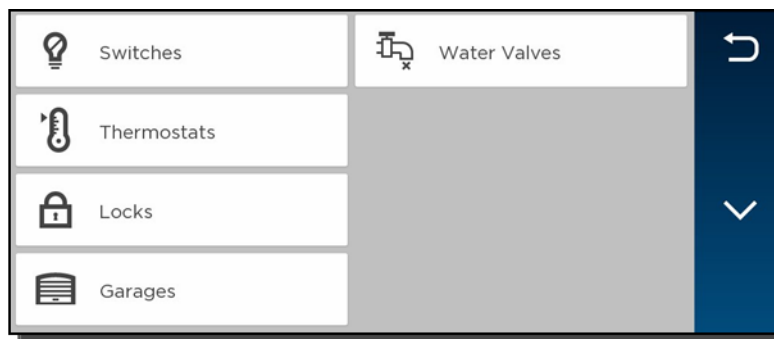 Switches
Water Valves
Thermostats
Locks
Garages